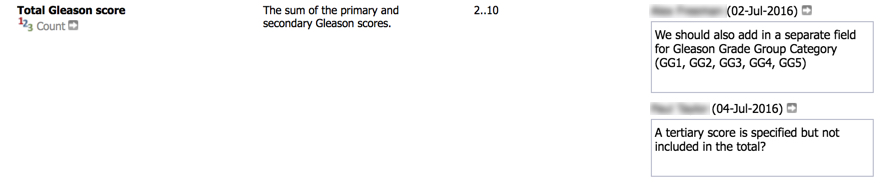 Total Gleason score
123 Count
The sum of the primary and
secondary Gleason scores.
2..10
(02-Jul-2016)
We should also add in a separate field
for Gleason Grade Group Category
(GG1, GG2, GG3, GG4, GG5)
(04-Jul-2016)
A tertiary score is specified but not
included in the total?